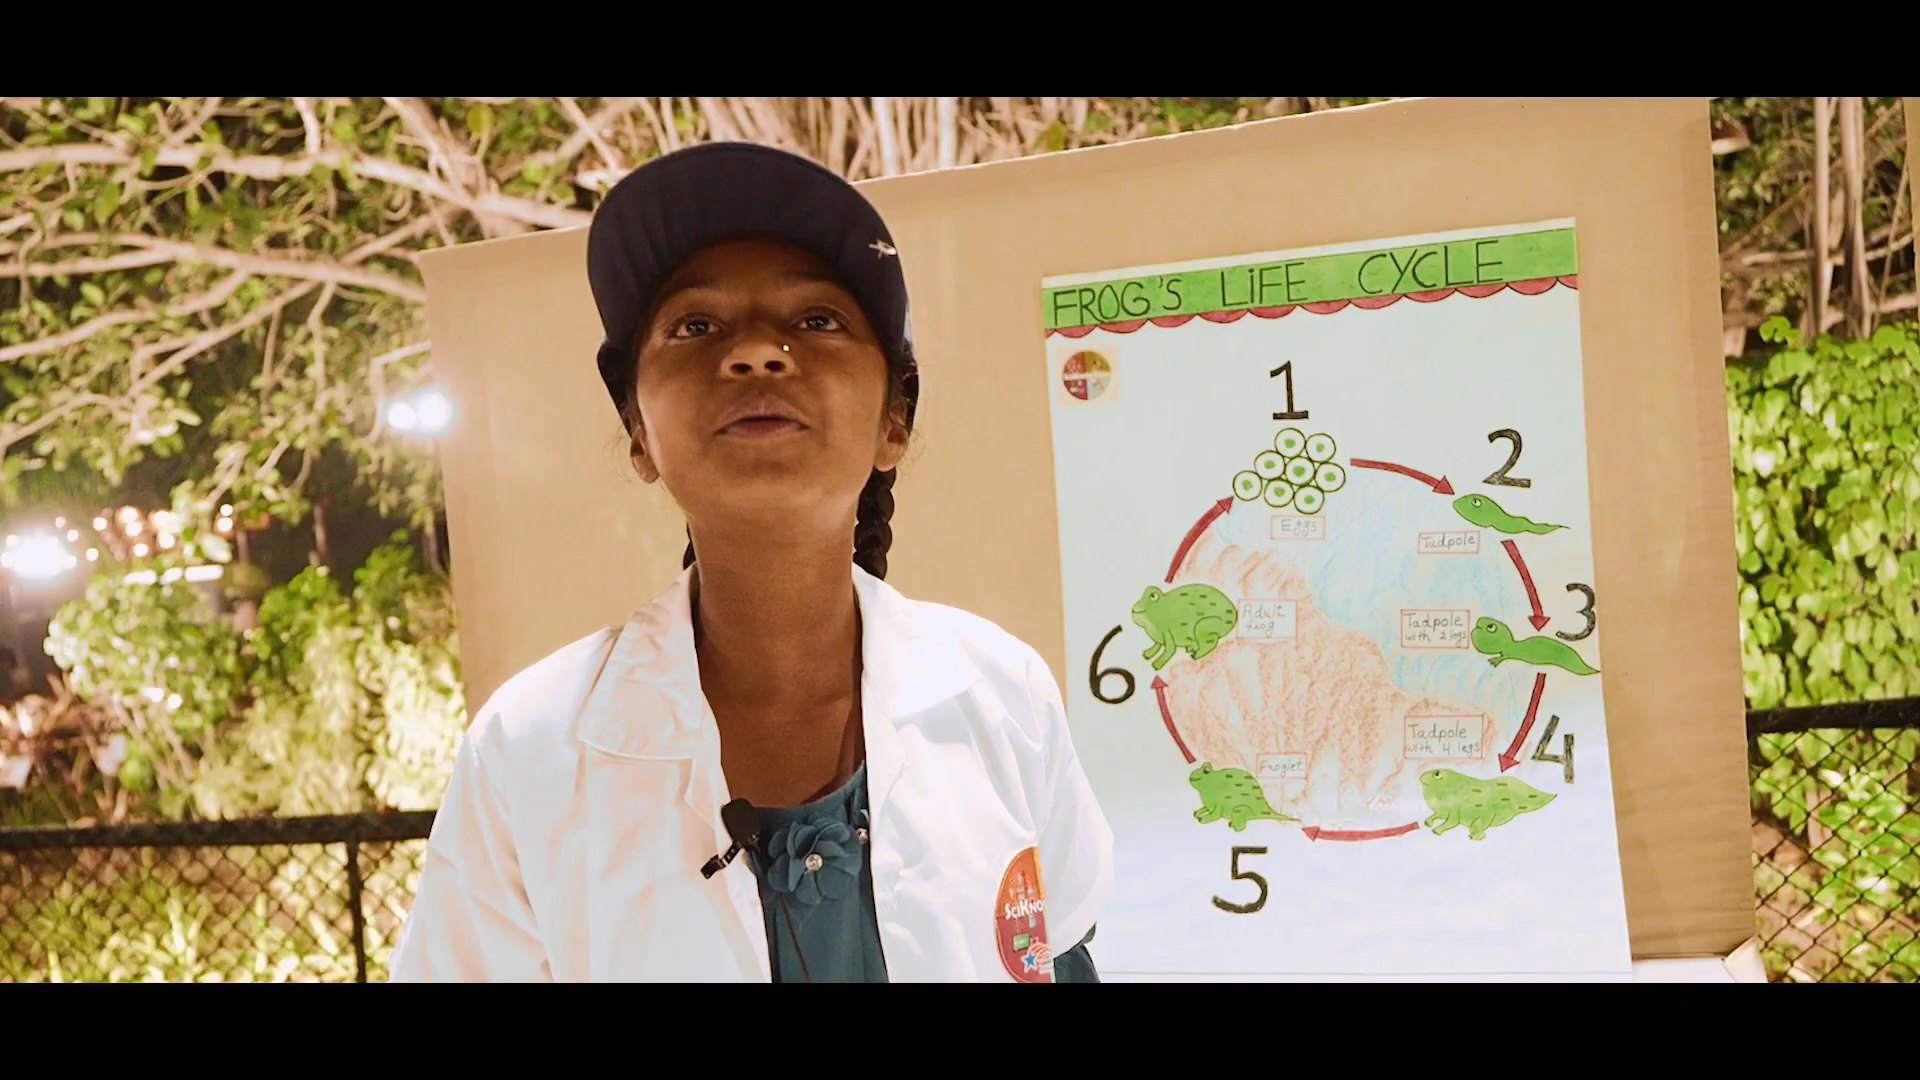 FROG'S LiFE CYCLE
1
Eggs
2
Tadpole
3
Tadpole
with 2 legs
4
Tadpole
with 4 legs
5
Froglet
6
Adult
frog
SCIKNO